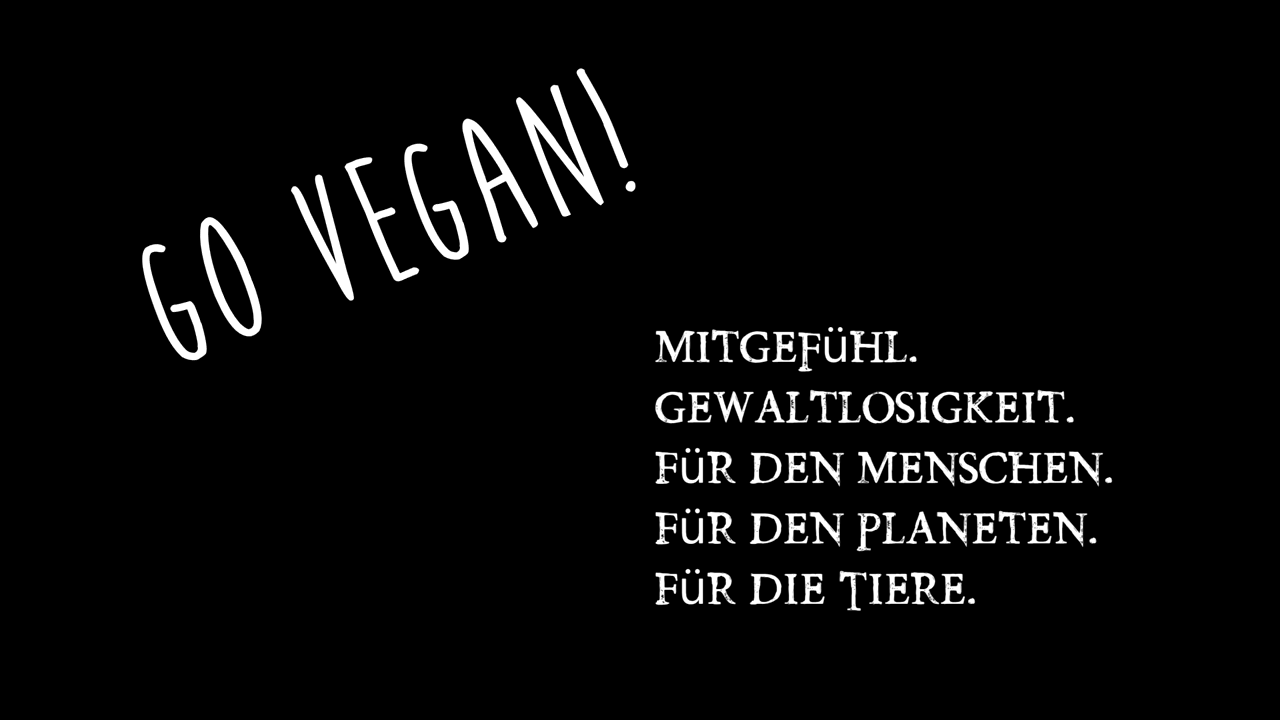 GO VEGAN!
MITGEFÜHL.
GEWALTLOSIGKEIT.
FÜR DEN MENSCHEN.
FÜR DEN PLANETEN.
FÜR DIE TIERE.